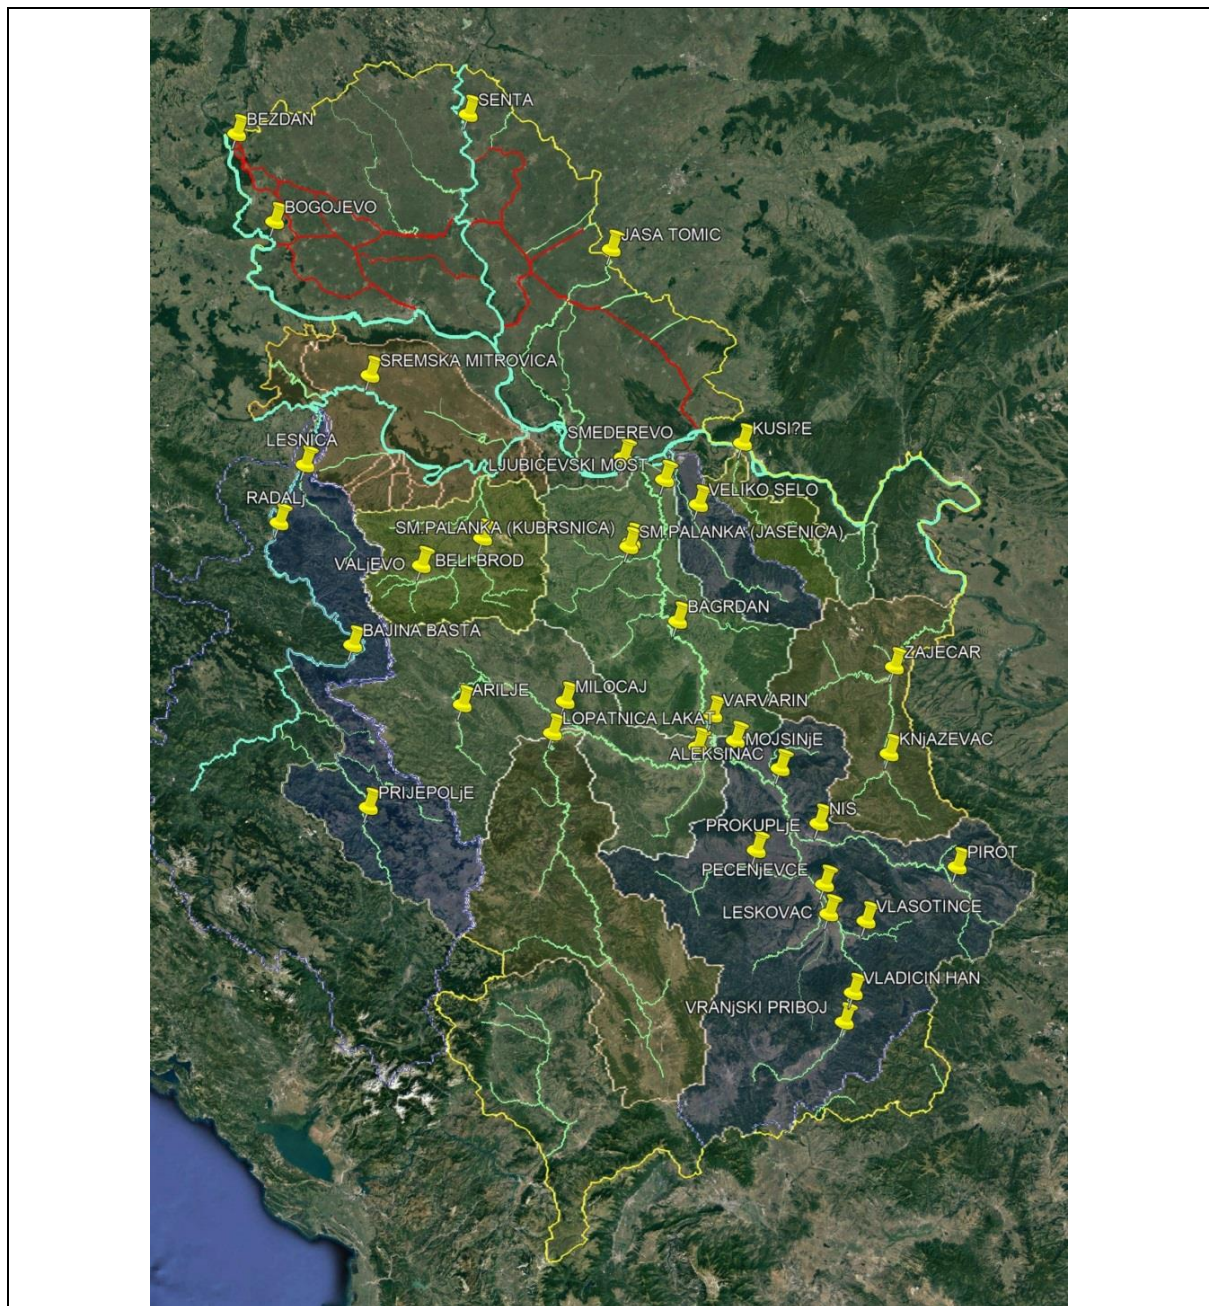 SENTA
BEZDAN
BOGOJEVO
JASA TOMIC
SREMSKA MITROVICA
KUSI?E
SMEDEREVO
LESNICA
LJUBICEVSKI MOST
VELIKO SELO
RADALj
SM.PALANKA (KUBRSNICA)
SM.PALANKA (JASENICA)
VALjEVO
BELI BROD
BAGRDAN
BAJINA BASTA
ZAJECAR
ARILJE
MILOCAJ
VARVARIN
LOPATNICA LAKAT
MOJSINjE
KNjAZEVAC
ALEKSINAC
PRIJEPOLjE
NIS
PROKUPLjE
PIROT
PECENjEVCE
LESKOVAC
VLASOTINCE
VLADICIN HAN
VRANjSKI PRIBOJ